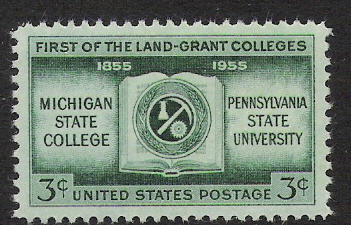 FIRST OF THE LAND-GRANT COLLEGES
1855 1955
MICHIGAN
STATE
COLLEGE
PENNSYLVANIA
STATE
UNIVERSITY
3¢ UNITED STATES POSTAGE 3¢